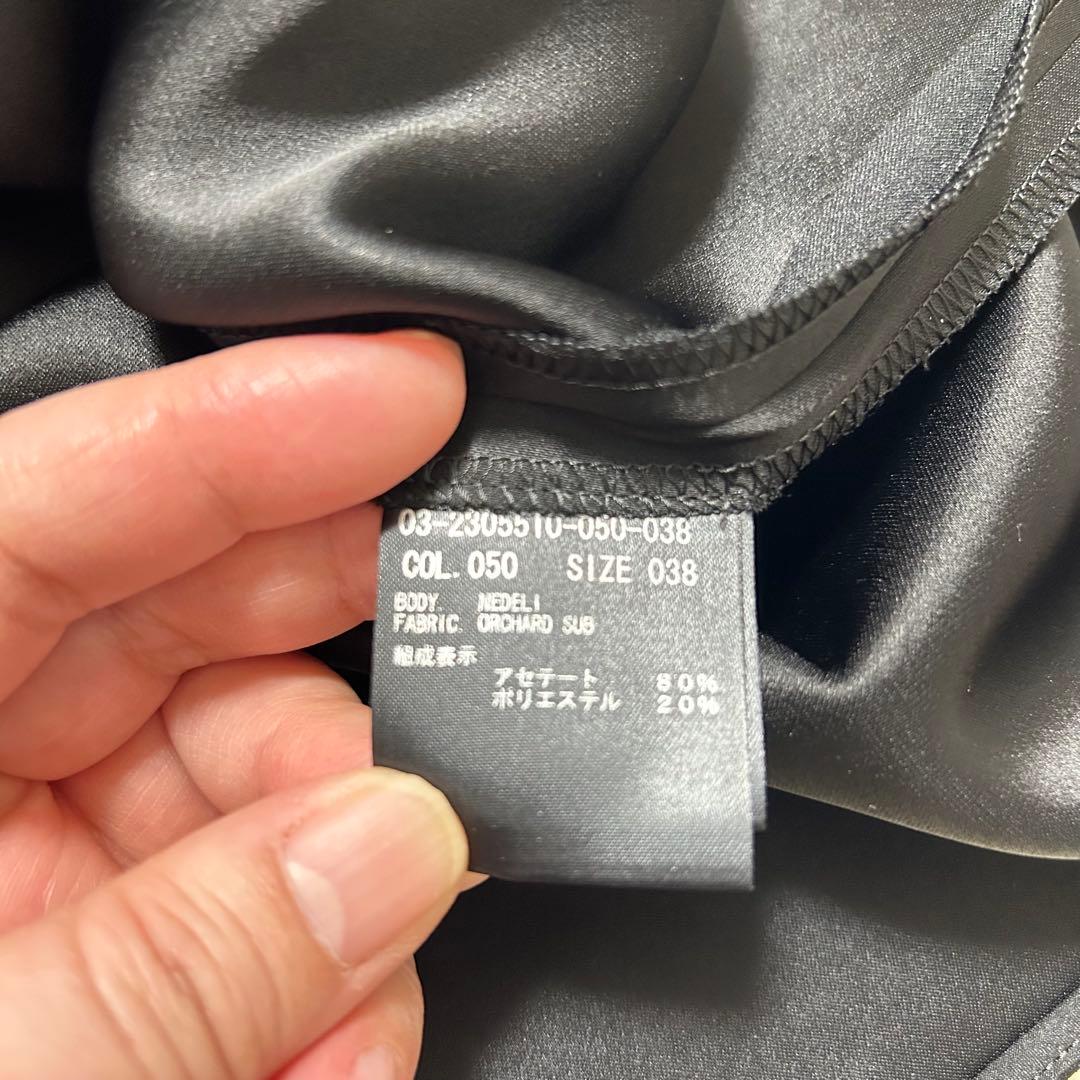 03-2305510-050-038
COL. 050 SIZE 038
BODY. NEDELI
FABRIC. ORCHARD SUB
組成表示
アセテート 80%
ポリエステル 20%